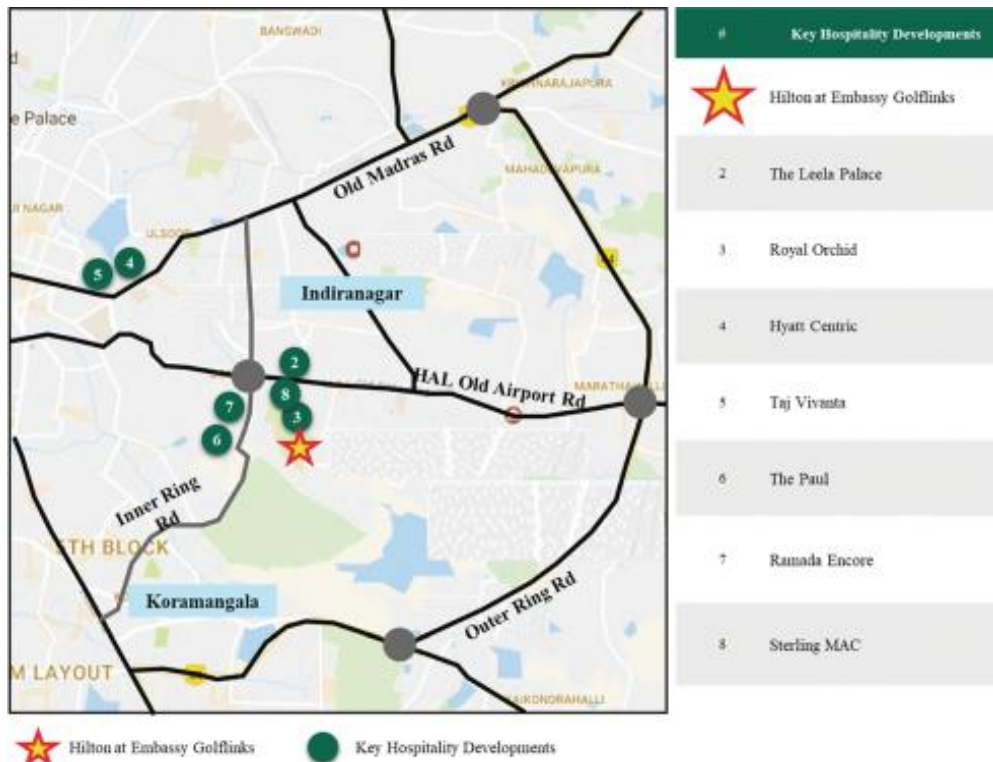 BANGWADI
d
e Palace
KRISHNARAJAPURA
Old Madras Rd
MAHADEVAPURA
JI NAGAR
ULSOOR
5
4
Indiranagar
2
HAL Old Airport Rd
MARATHAHALLI
8
7
3
6
Inner Ring
Rd
5TH BLOCK
Koramangala
Outer Ring Rd
M LAYOUT
KAIKONDRAHALLI
# Key Hospitality Developments
Hilton at Embassy Golflinks
2 The Leela Palace
3 Royal Orchid
4 Hyatt Centric
5 Taj Vivanta
6 The Paul
7 Ramada Encore
8 Sterling MAC
Hilton at Embassy Golflinks
Key Hospitality Developments